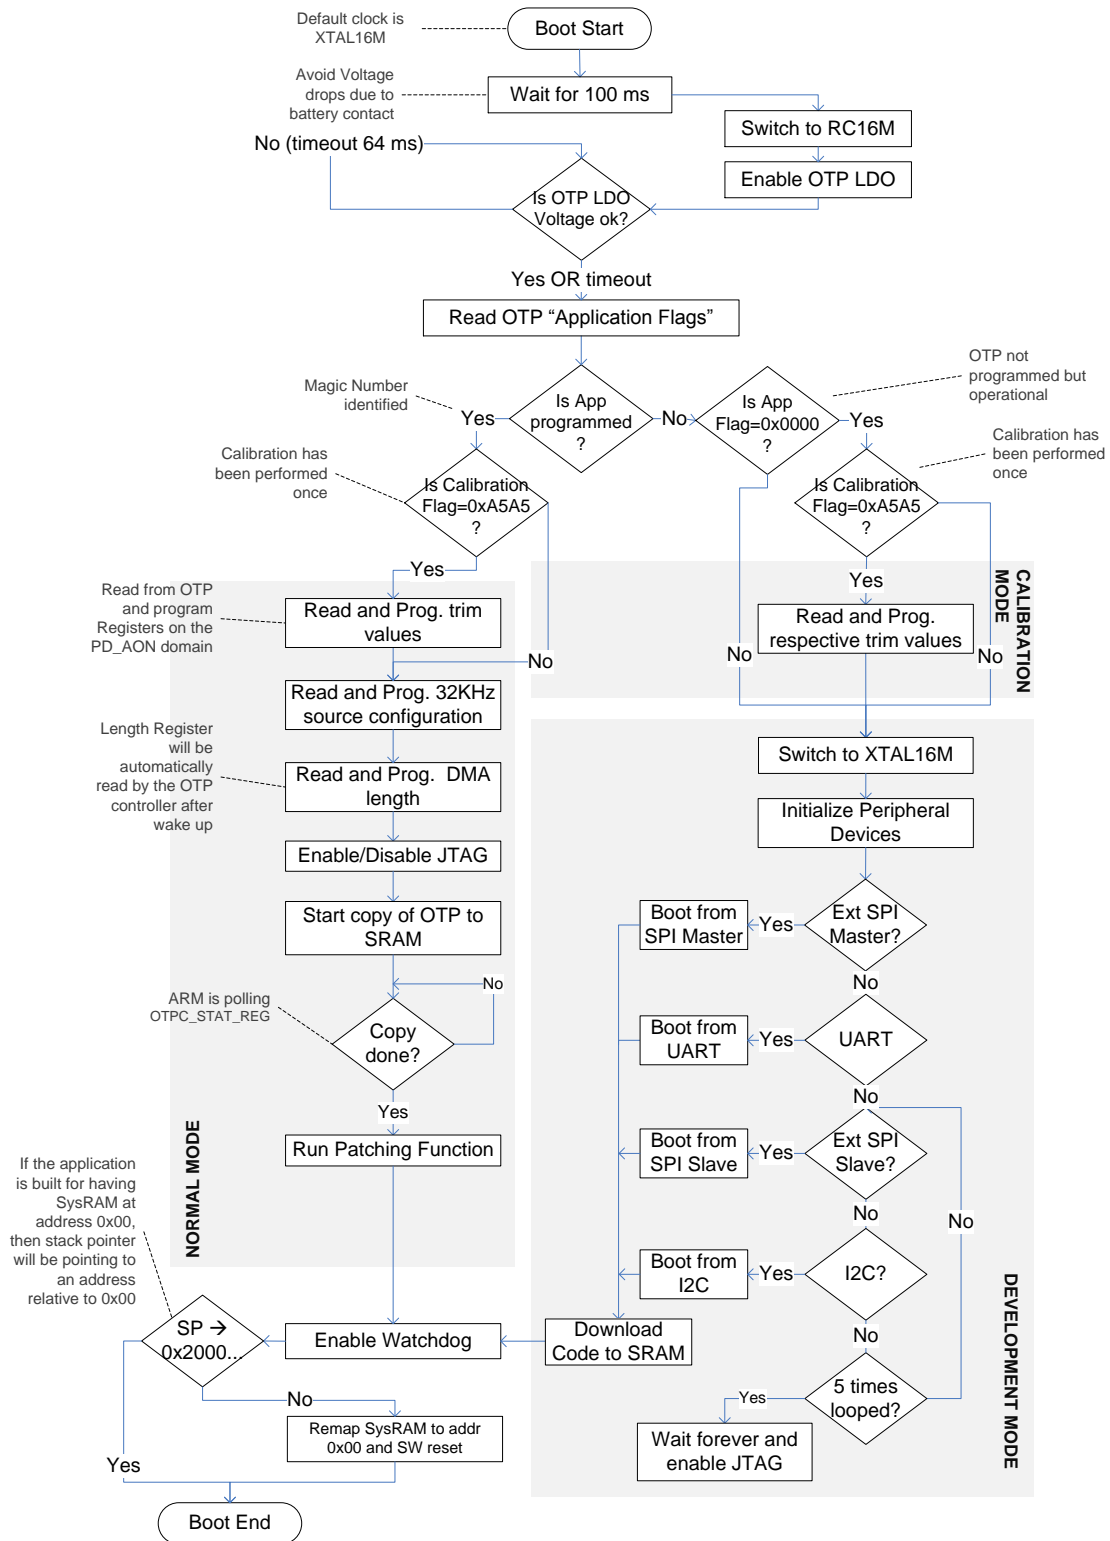 Default clock is
XTAL16M
Boot Start
Avoid Voltage
drops due to
battery contact
Wait for 100 ms
Switch to RC16M
No (timeout 64 ms)
Enable OTP LDO
Is OTP LDO
Voltage ok?
Yes OR timeout
Read OTP “Application Flags”
Magic Number
identified
Is App
programmed
?
Yes
No
Is App
Flag=0x0000
?
Yes
OTP not
programmed but
operational
Calibration has
been performed
once
Is Calibration
Flag=0xA5A5
?
Is Calibration
Flag=0xA5A5
?
Calibration has
been performed
once
Yes
No
Yes
No
No
CALIBRATION
MODE
Read from OTP
and program
Registers on the
PD_AON domain
Read and Prog. trim
values
Read and Prog.
respective trim values
Read and Prog. 32KHz
source configuration
Length Register
will be
automatically
read by the OTP
controller after
wake up
Read and Prog.  DMA
length
Enable/Disable JTAG
Start copy of OTP to
SRAM
ARM is polling
OTPC_STAT_REG
Copy
done?
No
Yes
Run Patching Function
NORMAL MODE
Switch to XTAL16M
Initialize Peripheral
Devices
Ext SPI
Master?
Yes
Boot from
SPI Master
No
UART
Yes
Boot from
UART
No
Ext SPI
Slave?
Yes
Boot from
SPI Slave
No
No
I2C?
Yes
Boot from
I2C
No
5 times
looped?
Yes
Wait forever and
enable JTAG
DEVELOPMENT MODE
Download
Code to SRAM
Enable Watchdog
If the application
is built for having
SysRAM at
address 0x00,
then stack pointer
will be pointing to
an address
relative to 0x00
SP →
0x2000...
No
Remap SysRAM to addr
0x00 and SW reset
Yes
Boot End